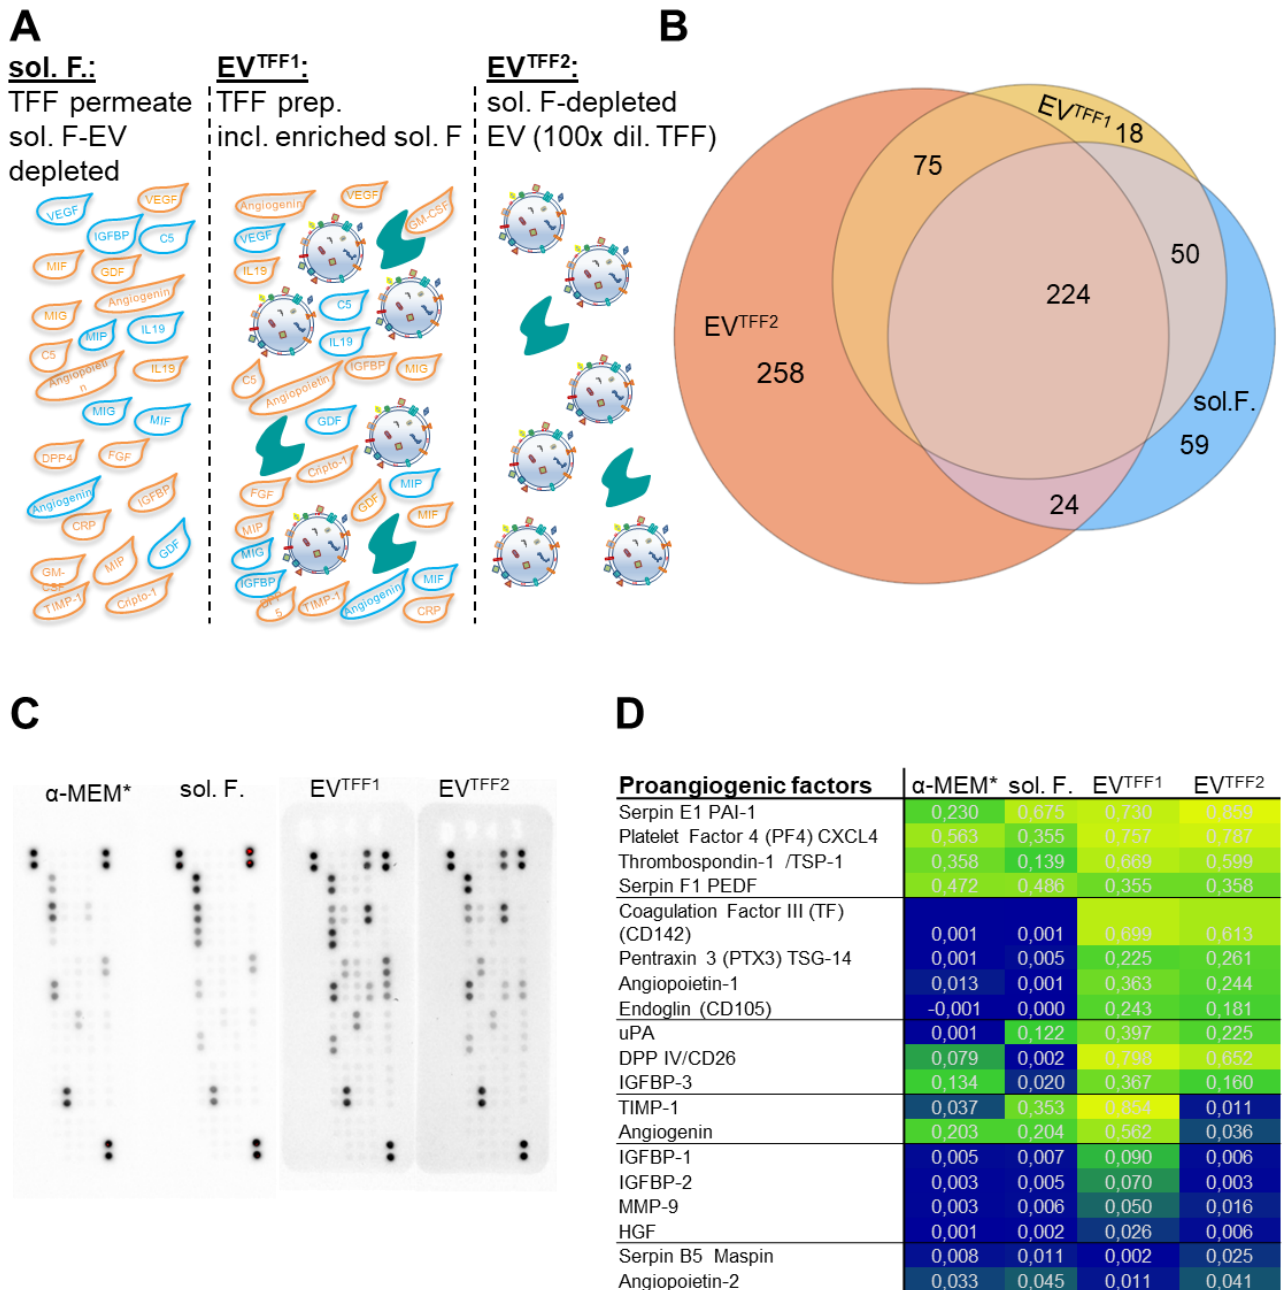 A
sol. F.:
TFF permeate
sol. F-EV
depleted
EVTFF1:
TFF prep.
incl. enriched sol. F
EVTFF2:
sol. F-depleted
EV (100x dil. TFF)
VEGF
VEGF
IGFBP
C5
MIF
GDF
Angiogenin
MIG
MIP
IL19
C5
Angiopoieti
n
IL19
MIG
MIF
DPP4
FGF
Angiogenin
IGFBP
CRP
GDF
GM-
CSF
MIP
TIMP-1
Cripto-1
Angiogenin
VEGF
GM-CSF
VEGF
IL19
C5
IL19
C5
Angiopoietin
IGFBP
MIG
GDF
Cripto-1
FGF
GDF
MIP
MIP
MIF
MIG
IGFBP
5
TIMP-1
Angiogenin
MIF
CRP
B
EVTFF1
18
75
50
224
EVTFF2
258
sol.F.
59
24
C
α-MEM*
sol. F.
EVTFF1
EVTFF2
D
Proangiogenic factors α-MEM* sol. F. EVTFF1 EVTFF2
Serpin E1 PAI-1 0,230 0,675 0,730 0,859
Platelet Factor 4 (PF4) CXCL4 0,563 0,355 0,757 0,787
Thrombospondin-1 /TSP-1 0,358 0,139 0,669 0,599
Serpin F1 PEDF 0,472 0,486 0,355 0,358
Coagulation Factor III (TF)
(CD142) 0,001 0,001 0,699 0,613
Pentraxin 3 (PTX3) TSG-14 0,001 0,005 0,225 0,261
Angiopoietin-1 0,013 0,001 0,363 0,244
Endoglin (CD105) -0,001 0,000 0,243 0,181
uPA 0,001 0,122 0,397 0,225
DPP IV/CD26 0,079 0,002 0,798 0,652
IGFBP-3 0,134 0,020 0,367 0,160
TIMP-1 0,037 0,353 0,854 0,011
Angiogenin 0,203 0,204 0,562 0,036
IGFBP-1 0,005 0,007 0,090 0,006
IGFBP-2 0,003 0,005 0,070 0,003
MMP-9 0,003 0,006 0,050 0,016
HGF 0,001 0,002 0,026 0,006
Serpin B5 Maspin 0,008 0,011 0,002 0,025
Angiopoietin-2 0,033 0,045 0,011 0,041